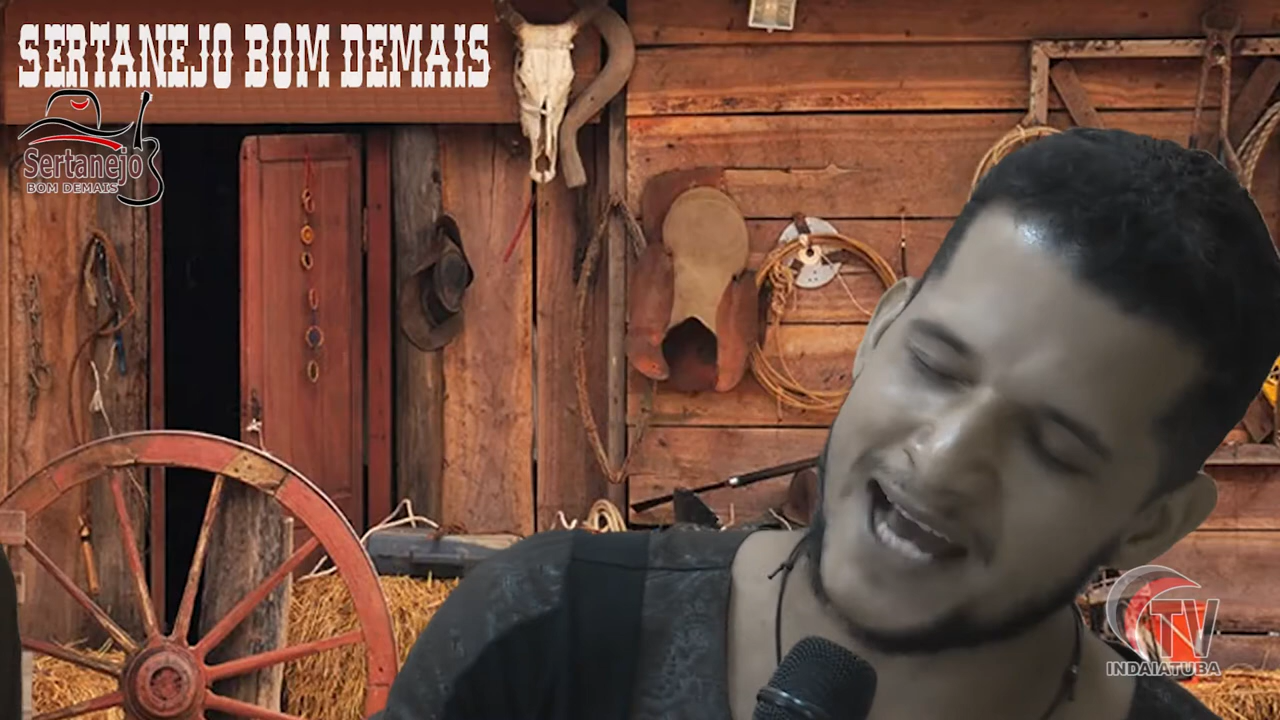 SERTANEJO BOM DEMAIS
Sertanejo
BOM DEMAIS
TV
INDAIATUBA